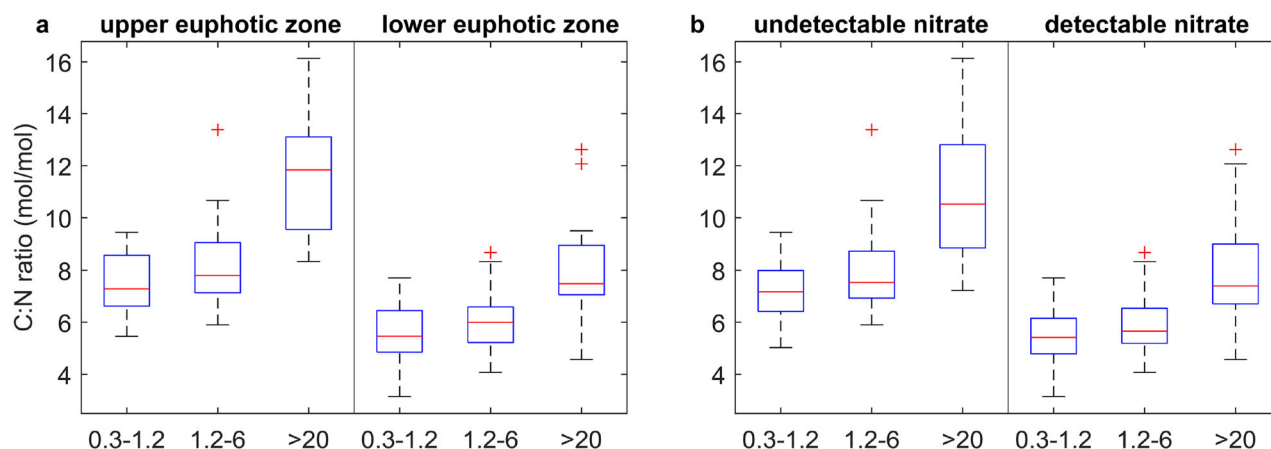 a upper euphotic zone lower euphotic zone
b undetectable nitrate detectable nitrate
C:N ratio (mol/mol)
16
14
12
10
8
6
4
0.3-1.2 1.2-6 >20 0.3-1.2 1.2-6 >20
16
14
12
10
8
6
4
0.3-1.2 1.2-6 >20 0.3-1.2 1.2-6 >20